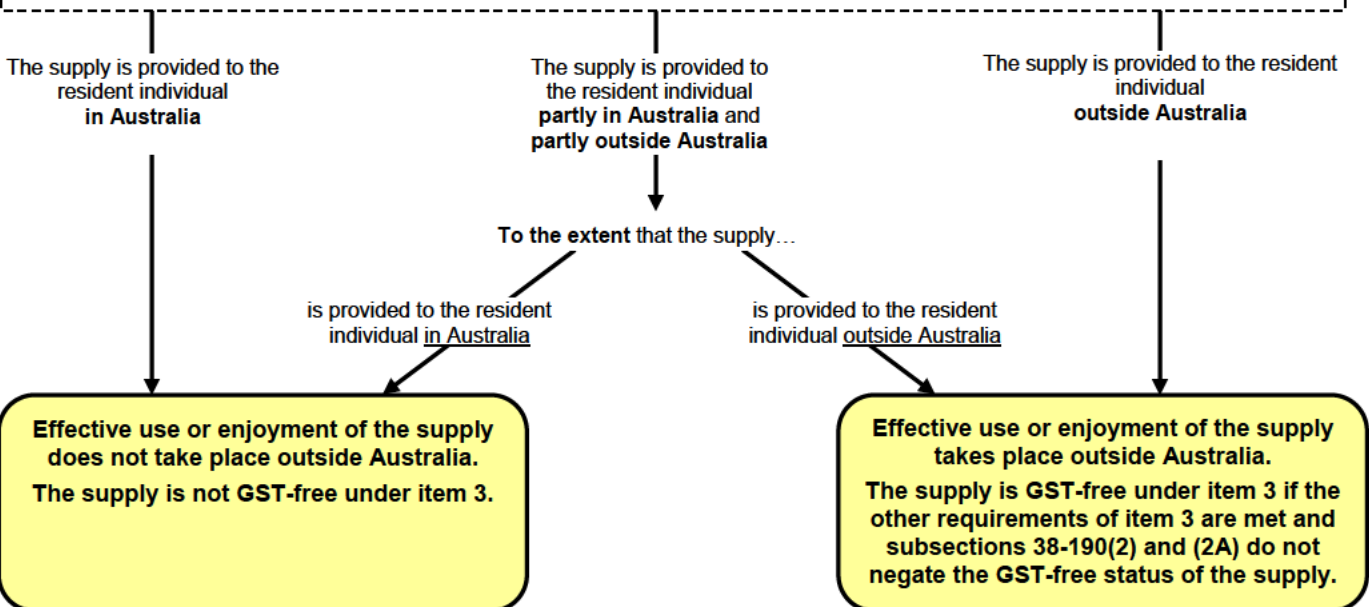 The supply is provided to the
resident individual
in Australia
The supply is provided to
the resident individual
partly in Australia and
partly outside Australia
The supply is provided to the resident
individual
outside Australia
To the extent that the supply…
is provided to the resident
individual in Australia
is provided to the resident
individual outside Australia
Effective use or enjoyment of the supply
does not take place outside Australia.
The supply is not GST-free under item 3.
Effective use or enjoyment of the supply
takes place outside Australia.
The supply is GST-free under item 3 if the
other requirements of item 3 are met and
subsections 38-190(2) and (2A) do not
negate the GST-free status of the supply.